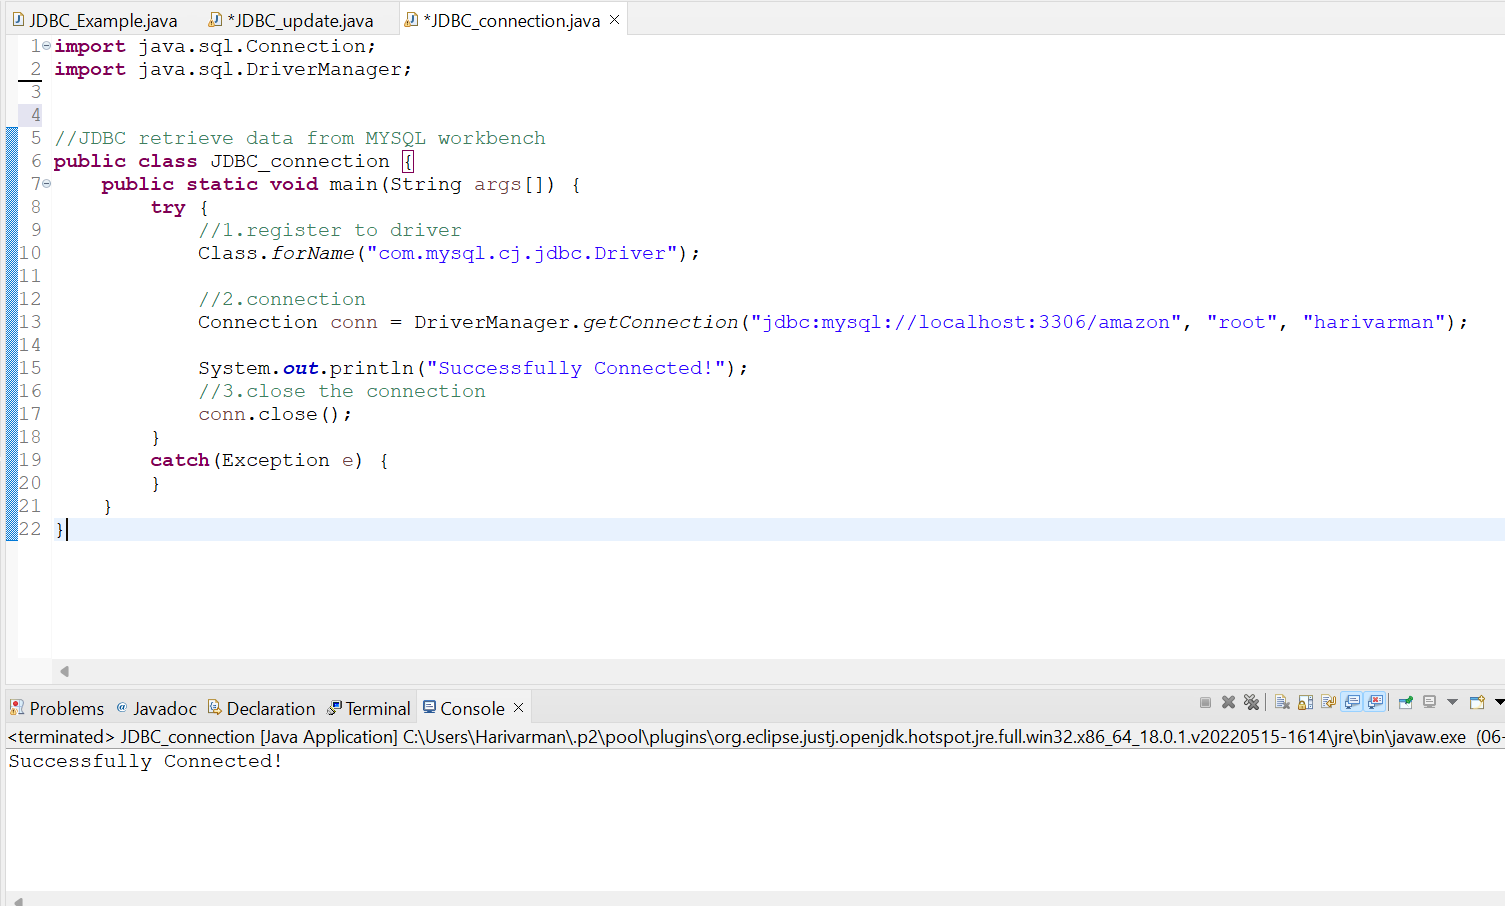 JDBC_Example.java *JDBC_update.java *JDBC_connection.java
1 import java.sql.Connection;
2 import java.sql.DriverManager;
3
4
5 //JDBC retrieve data from MYSQL workbench
6 public class JDBC_connection {
7 public static void main(String args[]) {
8 try {
9 //1.register to driver
10 Class.forName("com.mysql.cj.jdbc.Driver");
11
12 //2.connection
13 Connection conn = DriverManager.getConnection("jdbc:mysql://localhost:3306/amazon", "root", "harivarman");
14
15 System.out.println("Successfully Connected!");
16 //3.close the connection
17 conn.close();
18 }
19 catch(Exception e) {
20 }
21 }
22 }
Problems Javadoc Declaration Terminal Console
<terminated> JDBC_connection [Java Application] C:\Users\Harivarman\.p2\pool\plugins\org.eclipse.justj.openjdk.hotspot.jre.full.win32.x86_64_18.0.1.v20220515-1614\jre\bin\javaw.exe (06-
Successfully Connected!